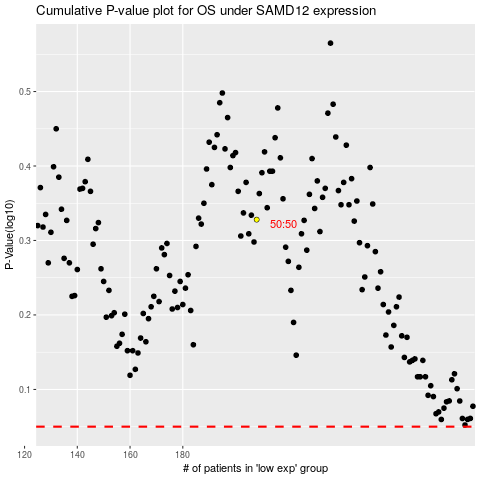 Cumulative P-value plot for OS under SAMD12 expression
P-Value(log10)
0.5
0.4
0.3
0.2
0.1
50:50
120 140 160 180
# of patients in 'low exp' group